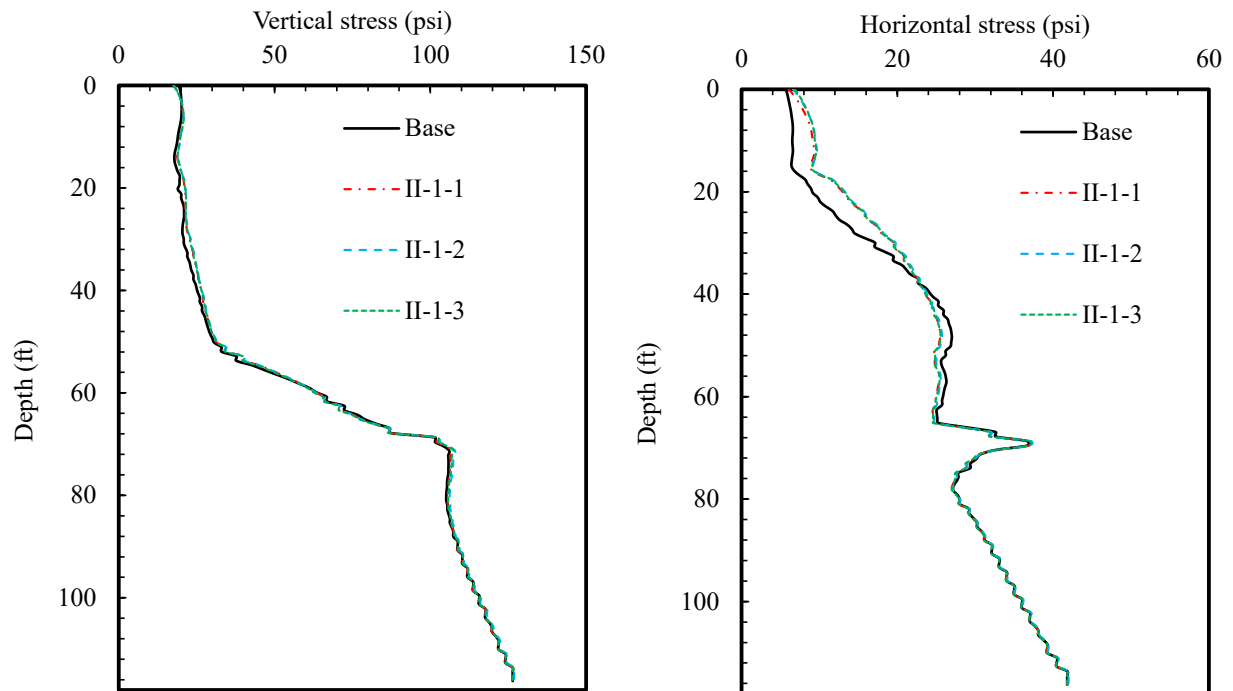 Vertical stress (psi)
0 50 100 150
0
20
40
60
80
100
Depth (ft)
Base
II-1-1
II-1-2
II-1-3
Horizontal stress (psi)
0 20 40 60
0
20
40
60
80
100
Depth (ft)
Base
II-1-1
II-1-2
II-1-3